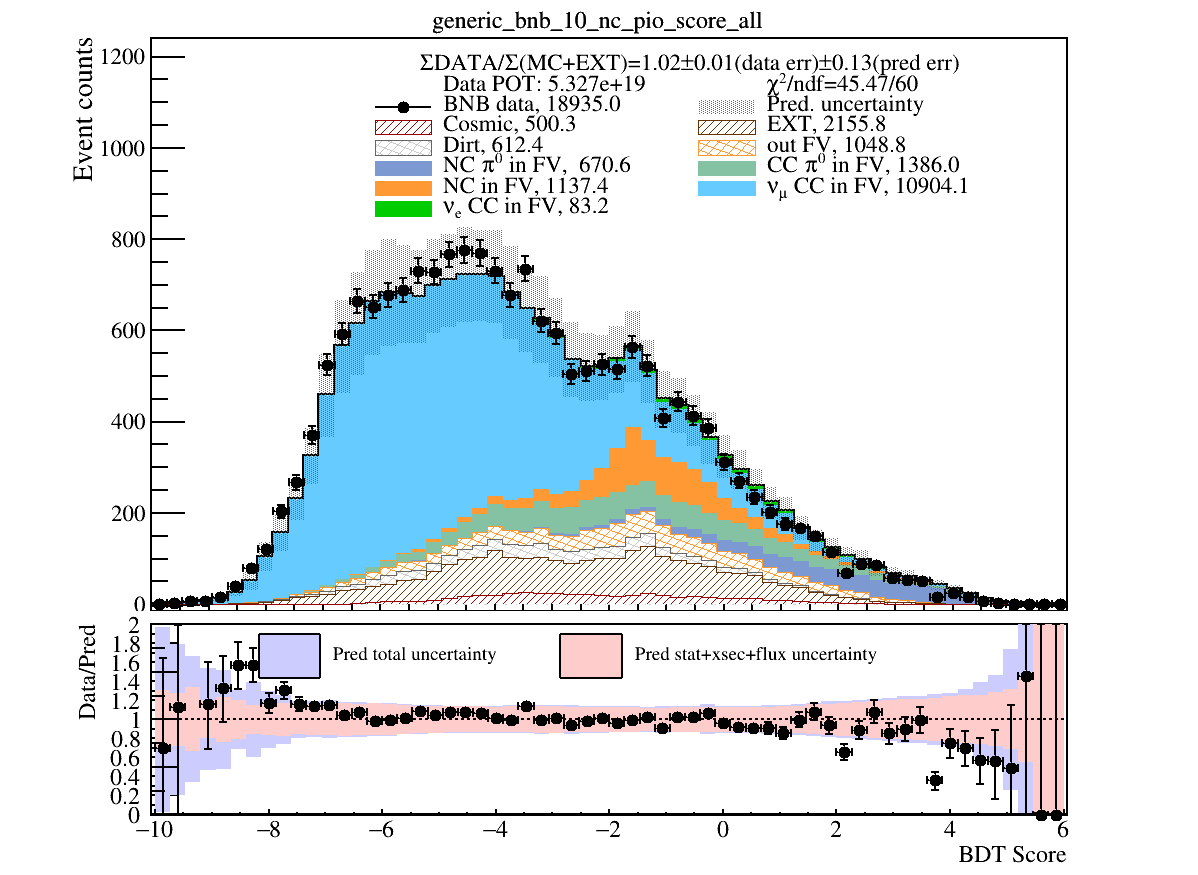 generic_bnb_10_nc_pio_score_all
ΣDATA/Σ(MC+EXT)=1.02±0.01(data err)±0.13(pred err)
Data POT: 5.327e+19 χ²/ndf=45.47/60
BNB data, 18935.0 Pred. uncertainty
Cosmic, 500.3 EXT, 2155.8
Dirt, 612.4 out FV, 1048.8
NC π⁰ in FV, 670.6 CC π⁰ in FV, 1386.0
NC in FV, 1137.4 νμ CC in FV, 10904.1
νe CC in FV, 83.2
Event counts
1200
1000
800
600
400
200
0
Pred total uncertainty Pred stat+xsec+flux uncertainty
Data/Pred
2
1.8
1.6
1.4
1.2
1
0.8
0.6
0.4
0.2
0
−10 −8 −6 −4 −2 0 2 4 6
BDT Score